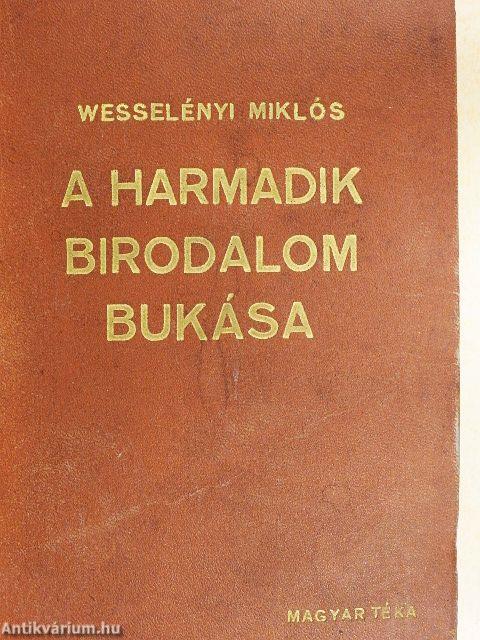 WESSELÉNYI MIKLÓS
A HARMADIK
BIRODALOM
BUKÁSA
MAGYAR TÉKA
Antikvárium.hu